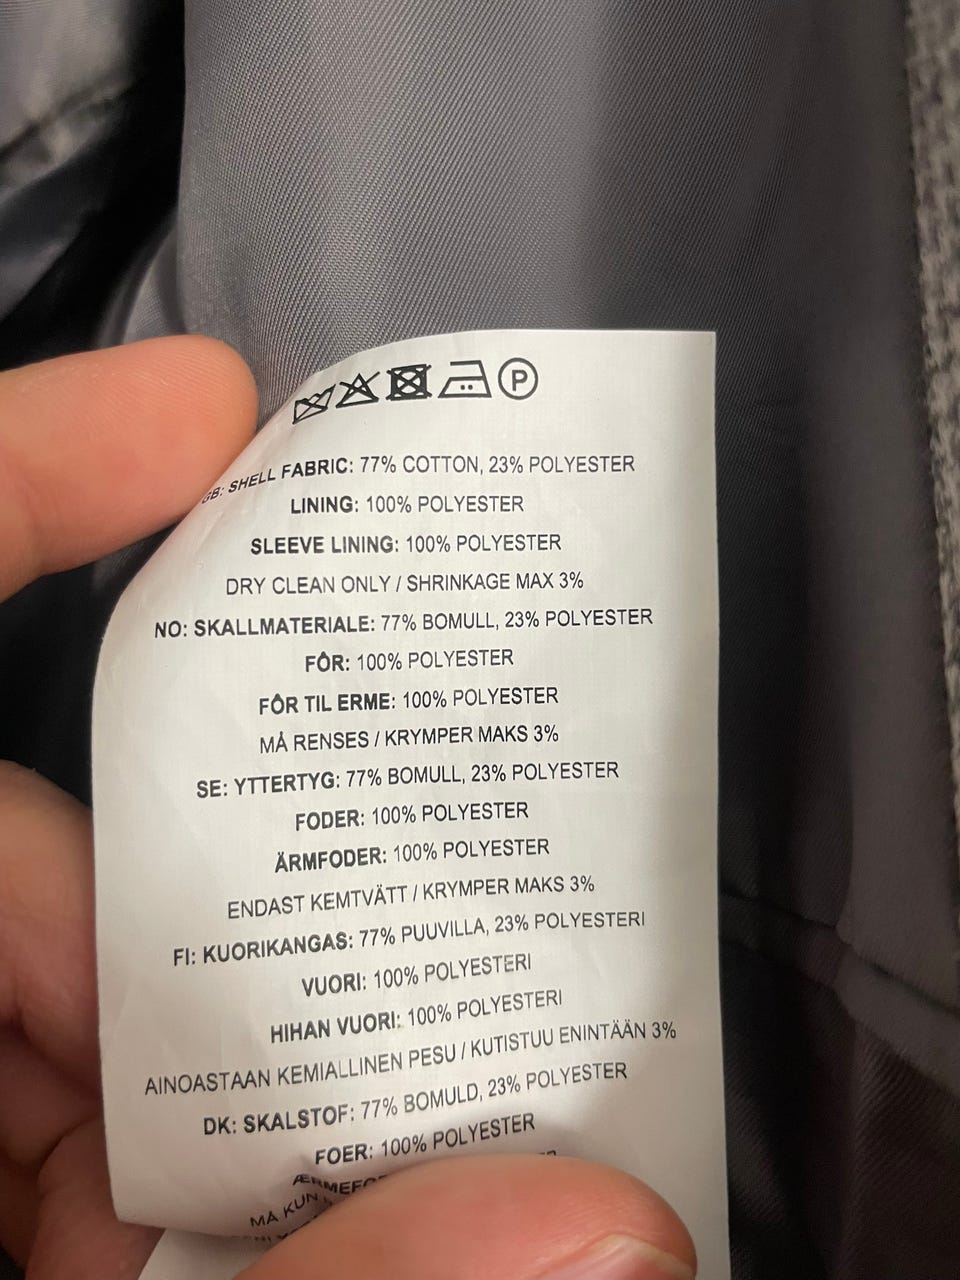 P
GB: SHELL FABRIC: 77% COTTON, 23% POLYESTER
LINING: 100% POLYESTER
SLEEVE LINING: 100% POLYESTER
DRY CLEAN ONLY / SHRINKAGE MAX 3%
NO: SKALLMATERIALE: 77% BOMULL, 23% POLYESTER
FÔR: 100% POLYESTER
FÔR TIL ERME: 100% POLYESTER
MÅ RENSES / KRYMPER MAKS 3%
SE: YTTERTYG: 77% BOMULL, 23% POLYESTER
FODER: 100% POLYESTER
ÄRMFODER: 100% POLYESTER
ENDAST KEMTVÄTT / KRYMPER MAKS 3%
FI: KUORIKANGAS: 77% PUUVILLA, 23% POLYESTERI
VUORI: 100% POLYESTERI
HIHAN VUORI: 100% POLYESTERI
AINOASTAAN KEMIALLINEN PESU / KUTISTUU ENINTÄÄN 3%
DK: SKALSTOF: 77% BOMULD, 23% POLYESTER
FOER: 100% POLYESTER
MÅ KUN